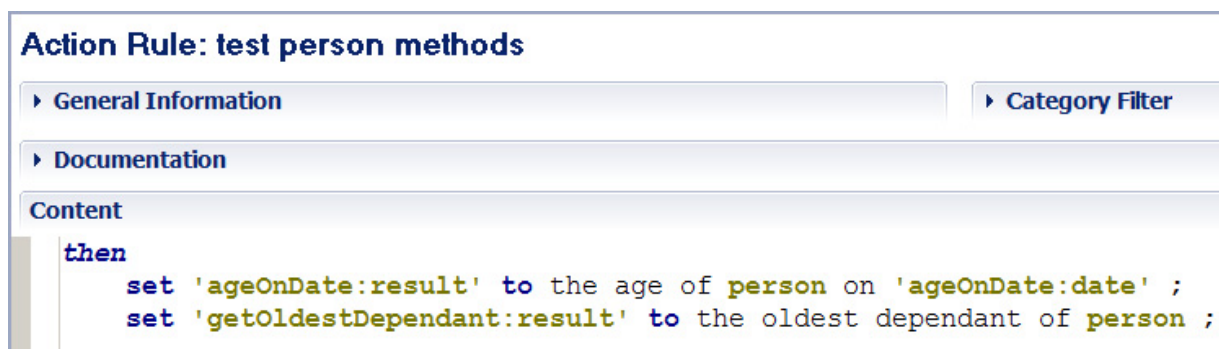 Action Rule: test person methods
General Information
Category Filter
Documentation
Content
then
set 'ageOnDate:result' to the age of person on 'ageOnDate:date' ;
set 'getOldestDependant:result' to the oldest dependant of person ;